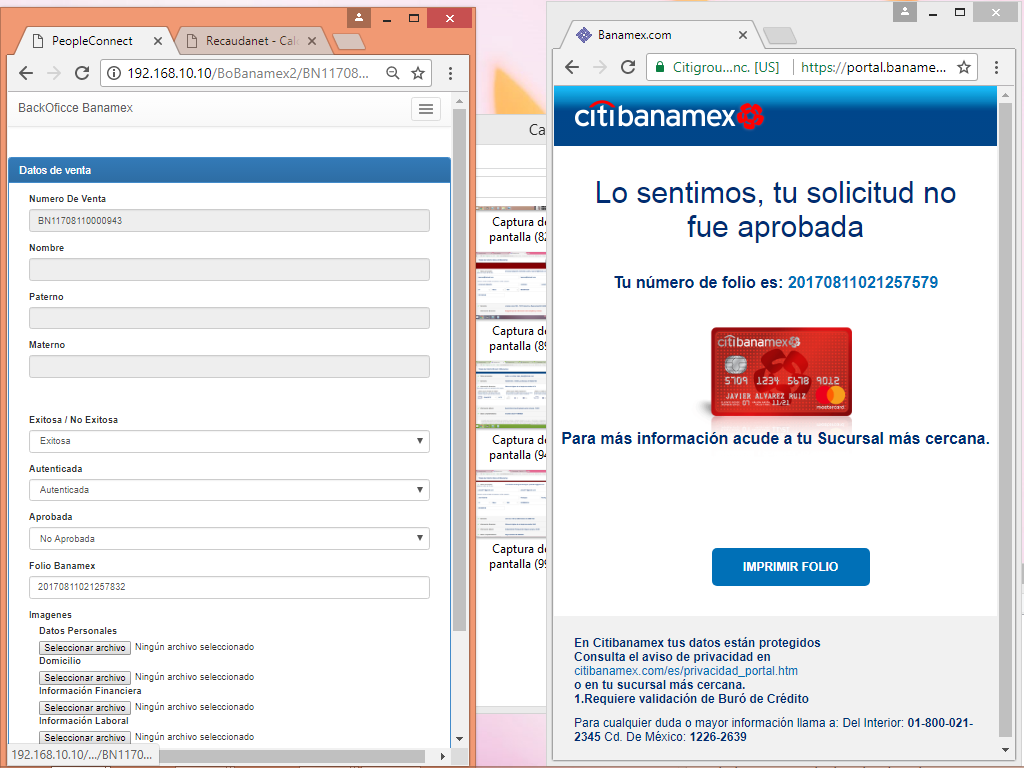 PeopleConnect
Recaudanet - Cal
192.168.10.10/BoBanamex2/BN11708...
BackOficce Banamex
Datos de venta
Numero De Venta
BN11708110000943
Nombre
Paterno
Materno
Exitosa / No Exitosa
Exitosa
Autenticada
Autenticada
Aprobada
No Aprobada
Folio Banamex
20170811021257832
Imagenes
Datos Personales
Seleccionar archivo Ningún archivo seleccionado
Domicilio
Seleccionar archivo Ningún archivo seleccionado
Información Financiera
Seleccionar archivo Ningún archivo seleccionado
Información Laboral
Seleccionar archivo Ningún archivo seleccionado
192.168.10.10/.../BN1170...
Ca
Captura de
pantalla (82
Captura de
pantalla (89
Captura de
pantalla (94
Captura de
pantalla (99
Banamex.com
Citigrou...nc. [US] https://portal.baname...
citibanamex
Lo sentimos, tu solicitud no
fue aprobada
Tu número de folio es: 20170811021257579
citibanamex
5709 1234 5678 9012
JAVIER ALVAREZ RUIZ
07 11/21
mastercard
Para más información acude a tu Sucursal más cercana.
IMPRIMIR FOLIO
En Citibanamex tus datos están protegidos
Consulta el aviso de privacidad en
citibanamex.com/es/privacidad_portal.htm
o en tu sucursal más cercana.
1.Requiere validación de Buró de Crédito
Para cualquier duda o mayor información llama a: Del Interior: 01-800-021-
2345 Cd. De México: 1226-2639